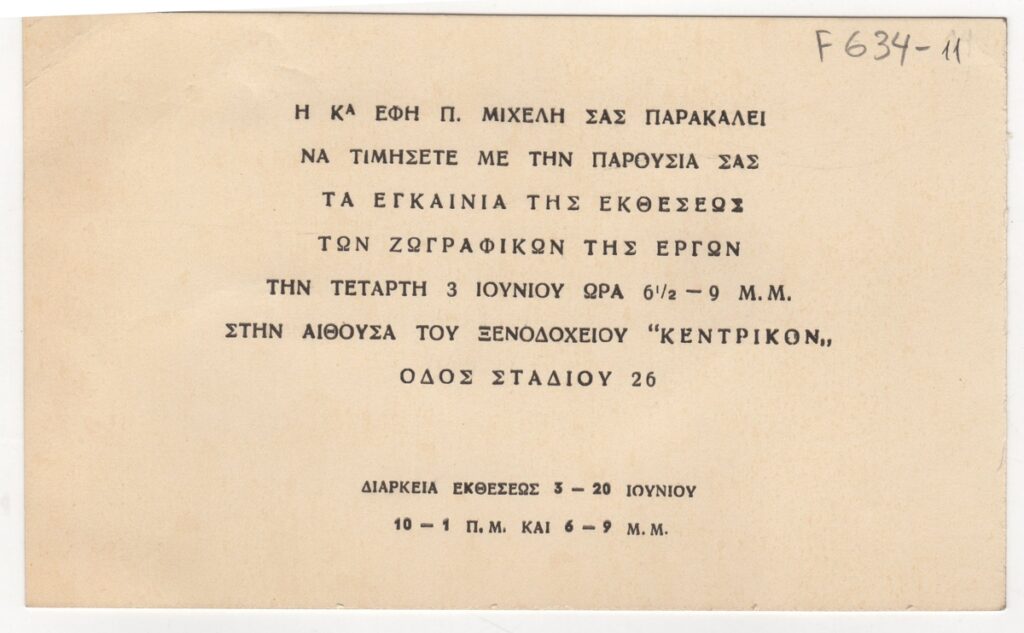 F 634-11
Η Κᴬ ΕΦΗ Π. ΜΙΧΕΛΗ ΣΑΣ ΠΑΡΑΚΑΛΕΙ
ΝΑ ΤΙΜΗΣΕΤΕ ΜΕ ΤΗΝ ΠΑΡΟΥΣΙΑ ΣΑΣ
ΤΑ ΕΓΚΑΙΝΙΑ ΤΗΣ ΕΚΘΕΣΕΩΣ
ΤΩΝ ΖΩΓΡΑΦΙΚΩΝ ΤΗΣ ΕΡΓΩΝ
ΤΗΝ ΤΕΤΑΡΤΗ 3 ΙΟΥΝΙΟΥ ΩΡΑ 6½ – 9 Μ.Μ.
ΣΤΗΝ ΑΙΘΟΥΣΑ ΤΟΥ ΞΕΝΟΔΟΧΕΙΟΥ “ΚΕΝΤΡΙΚΟΝ„
ΟΔΟΣ ΣΤΑΔΙΟΥ 26
ΔΙΑΡΚΕΙΑ ΕΚΘΕΣΕΩΣ 3 – 20 ΙΟΥΝΙΟΥ
10 – 1 Π.Μ. ΚΑΙ 6 – 9 Μ.Μ.